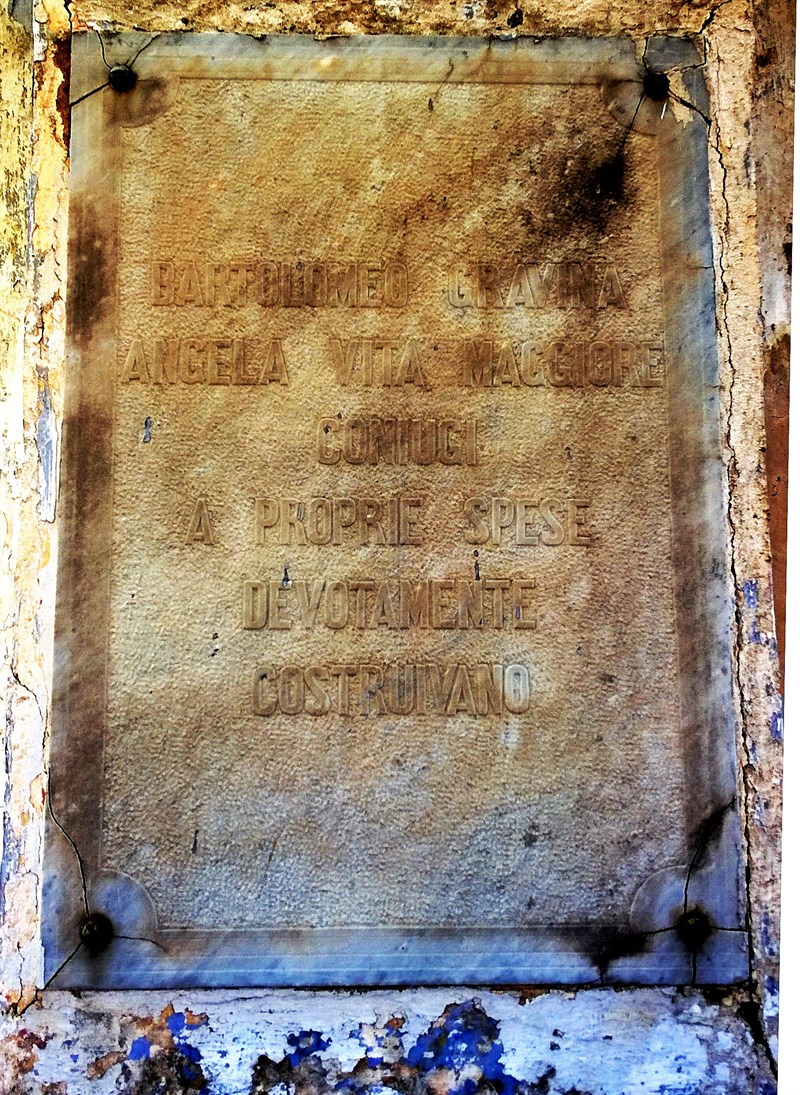 BARTOLOMEO GRAVINA
ANGELA VITA MAGGIORE
CONIUGI
A PROPRIE SPESE
DEVOTAMENTE
COSTRUIVANO